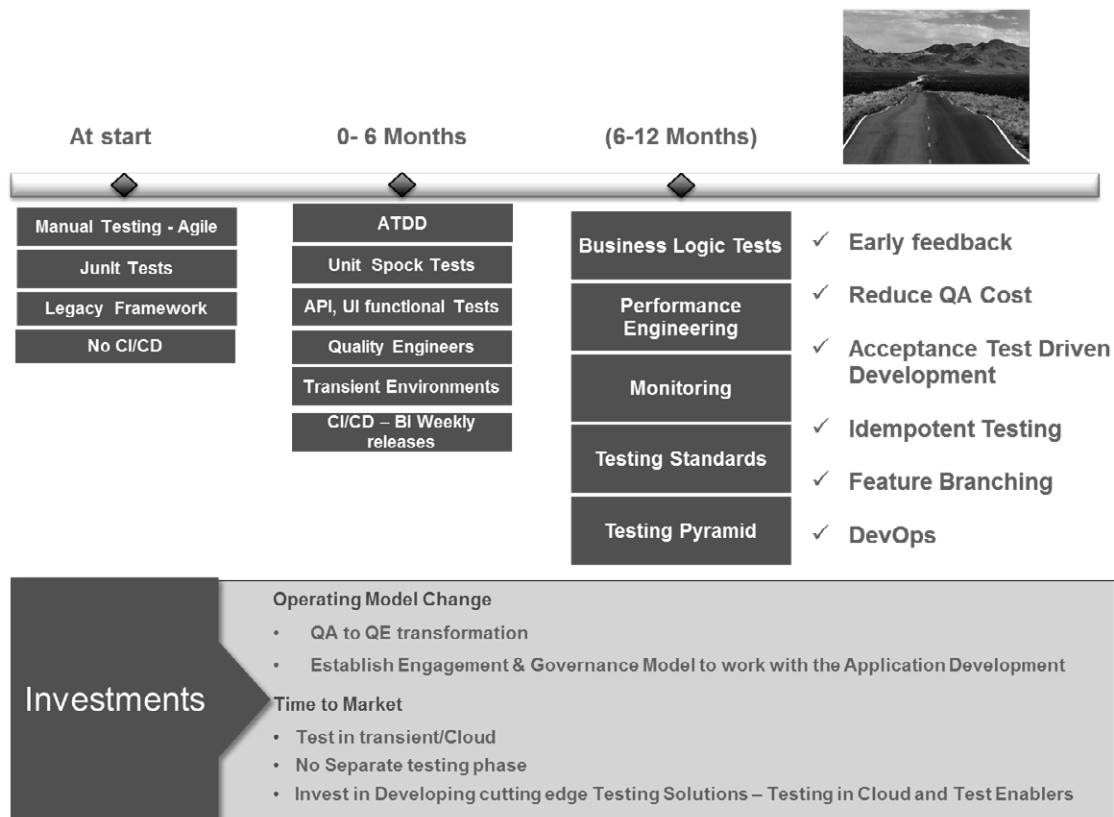 At start
0- 6 Months
(6-12 Months)
Manual Testing - Agile
JunIt Tests
Legacy Framework
No CI/CD
ATDD
Unit Spock Tests
API, UI functional Tests
Quality Engineers
Transient Environments
CI/CD – BI Weekly
releases
Business Logic Tests
Performance
Engineering
Monitoring
Testing Standards
Testing Pyramid
✓ Early feedback
✓ Reduce QA Cost
✓ Acceptance Test Driven
Development
✓ Idempotent Testing
✓ Feature Branching
✓ DevOps
Investments
Operating Model Change
• QA to QE transformation
• Establish Engagement & Governance Model to work with the Application Development
Time to Market
• Test in transient/Cloud
• No Separate testing phase
• Invest in Developing cutting edge Testing Solutions – Testing in Cloud and Test Enablers